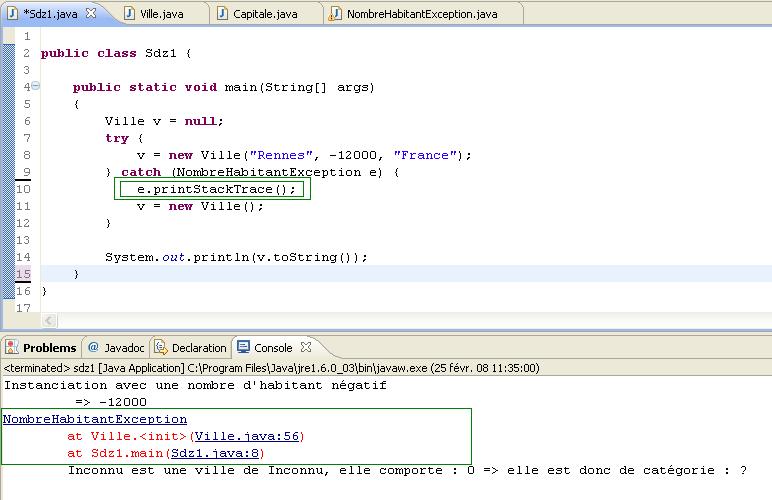 *Sdz1.java
Ville.java
Capitale.java
NombreHabitantException.java
1
2 public class Sdz1 {
3
4 public static void main(String[] args)
5 {
6 Ville v = null;
7 try {
8 v = new Ville("Rennes", -12000, "France");
9 } catch (NombreHabitantException e) {
10 e.printStackTrace();
11 v = new Ville();
12 }
13
14 System.out.println(v.toString());
15 }
16 }
17
Problems @ Javadoc Declaration Console
<terminated> sdz1 [Java Application] C:\Program Files\Java\jre1.6.0_03\bin\javaw.exe (25 févr. 08 11:35:00)
Instanciation avec une nombre d'habitant négatif
=> -12000
NombreHabitantException
at Ville.<init>(Ville.java:56)
at Sdz1.main(Sdz1.java:8)
Inconnu est une ville de Inconnu, elle comporte : 0 => elle est donc de catégorie : ?